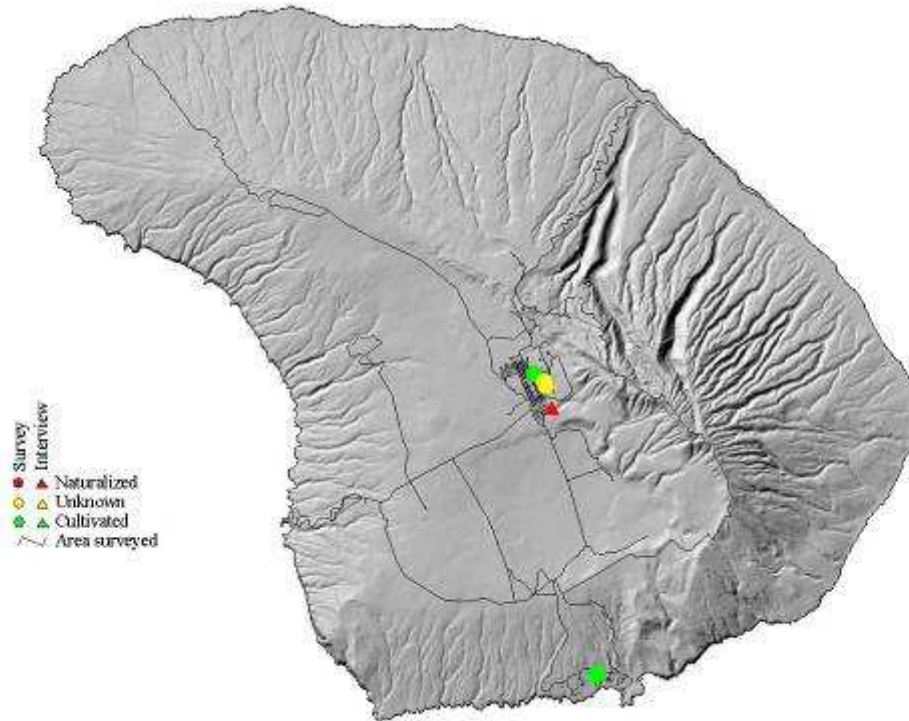 Survey
Interview
Naturalized
Unknown
Cultivated
Area surveyed